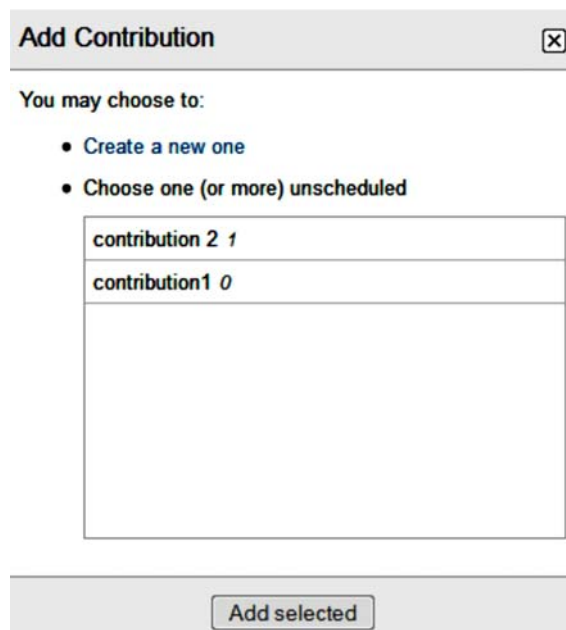 Add Contribution
You may choose to:
Create a new one
Choose one (or more) unscheduled
contribution 2 1
contribution1 0
Add selected